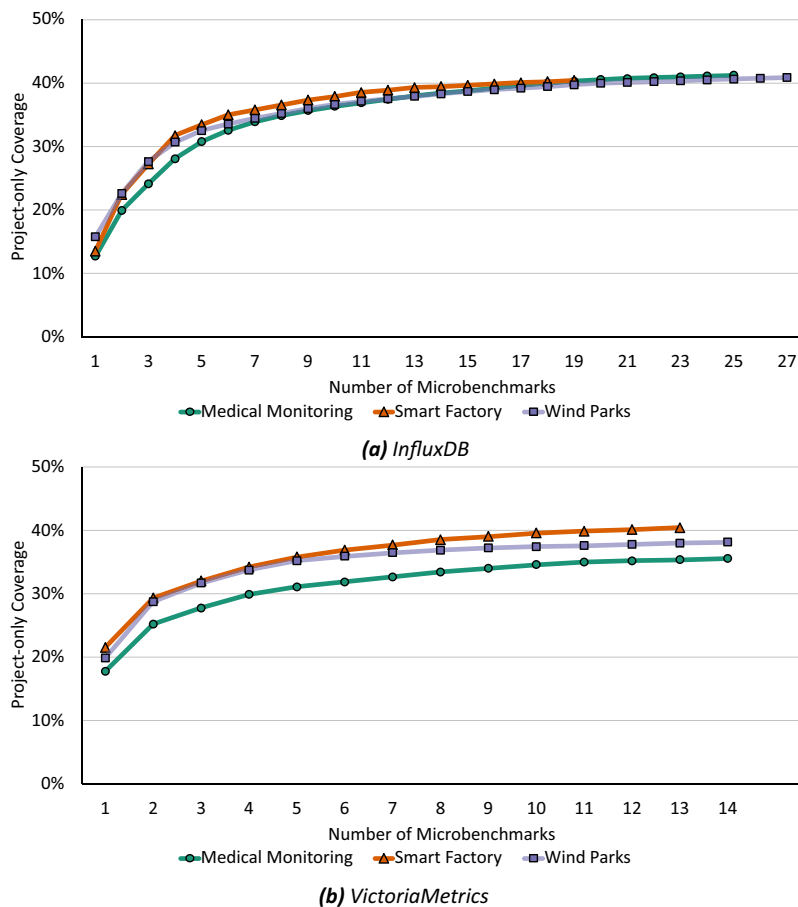 50%
40%
30%
20%
10%
0%
Project-only Coverage
1 3 5 7 9 11 13 15 17 19 21 23 25 27
Number of Microbenchmarks
Medical Monitoring Smart Factory Wind Parks
(a) InfluxDB
50%
40%
30%
20%
10%
0%
Project-only Coverage
1 2 3 4 5 6 7 8 9 10 11 12 13 14
Number of Microbenchmarks
Medical Monitoring Smart Factory Wind Parks
(b) VictoriaMetrics